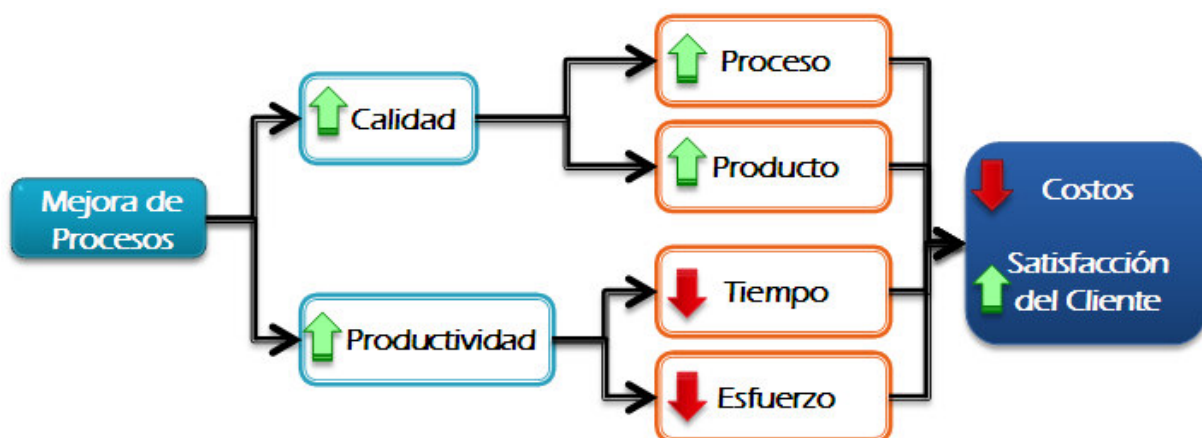 Mejora de
Procesos
Calidad
Productividad
Proceso
Producto
Tiempo
Esfuerzo
Costos
Satisfacción
del Cliente